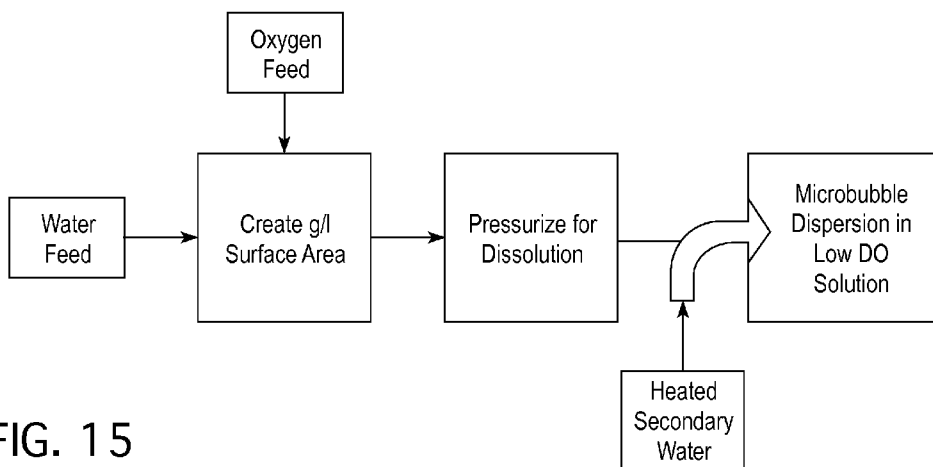 Oxygen
Feed
Water
Feed
Create g/l
Surface Area
Pressurize for
Dissolution
Microbubble
Dispersion in
Low DO
Solution
Heated
Secondary
Water
FIG. 15